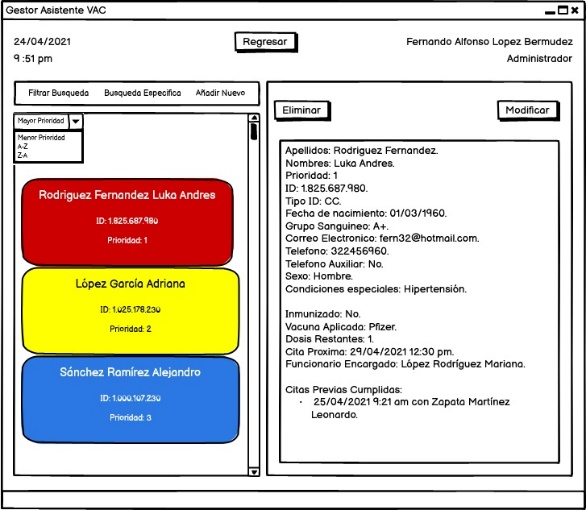 Gestor Asistente VAC
24/04/2021
9 :51 pm
Regresar
Fernando Alfonso Lopez Bermudez
Administrador
Filtrar Busqueda
Busqueda Especifica
Añadir Nuevo
Mayor Prioridad
Menor Prioridad
A-Z
Z-A
Rodriguez Fernandez Luka Andres
ID: 1.825.687.980
Prioridad: 1
López García Adriana
ID: 1.025.178.230
Prioridad: 2
Sánchez Ramírez Alejandro
ID: 1.000.107.230
Prioridad: 3
Eliminar
Modificar
Apellidos: Rodriguez Fernandez.
Nombres: Luka Andres.
Prioridad: 1
ID: 1.825.687.980.
Tipo ID: CC.
Fecha de nacimiento: 01/03/1960.
Grupo Sanguineo: A+.
Correo Electronico: fern32@hotmail.com.
Telefono: 322456960.
Telefono Auxiliar: No.
Sexo: Hombre.
Condiciones especiales: Hipertensión.
Inmunizado: No.
Vacuna Aplicada: Pfizer.
Dosis Restantes: 1.
Cita Proxima: 29/04/2021 12:30 pm.
Funcionario Encargado: López Rodríguez Mariana.
Citas Previas Cumplidas:
· 25/04/2021 9:21 am con Zapata Martínez
Leonardo.